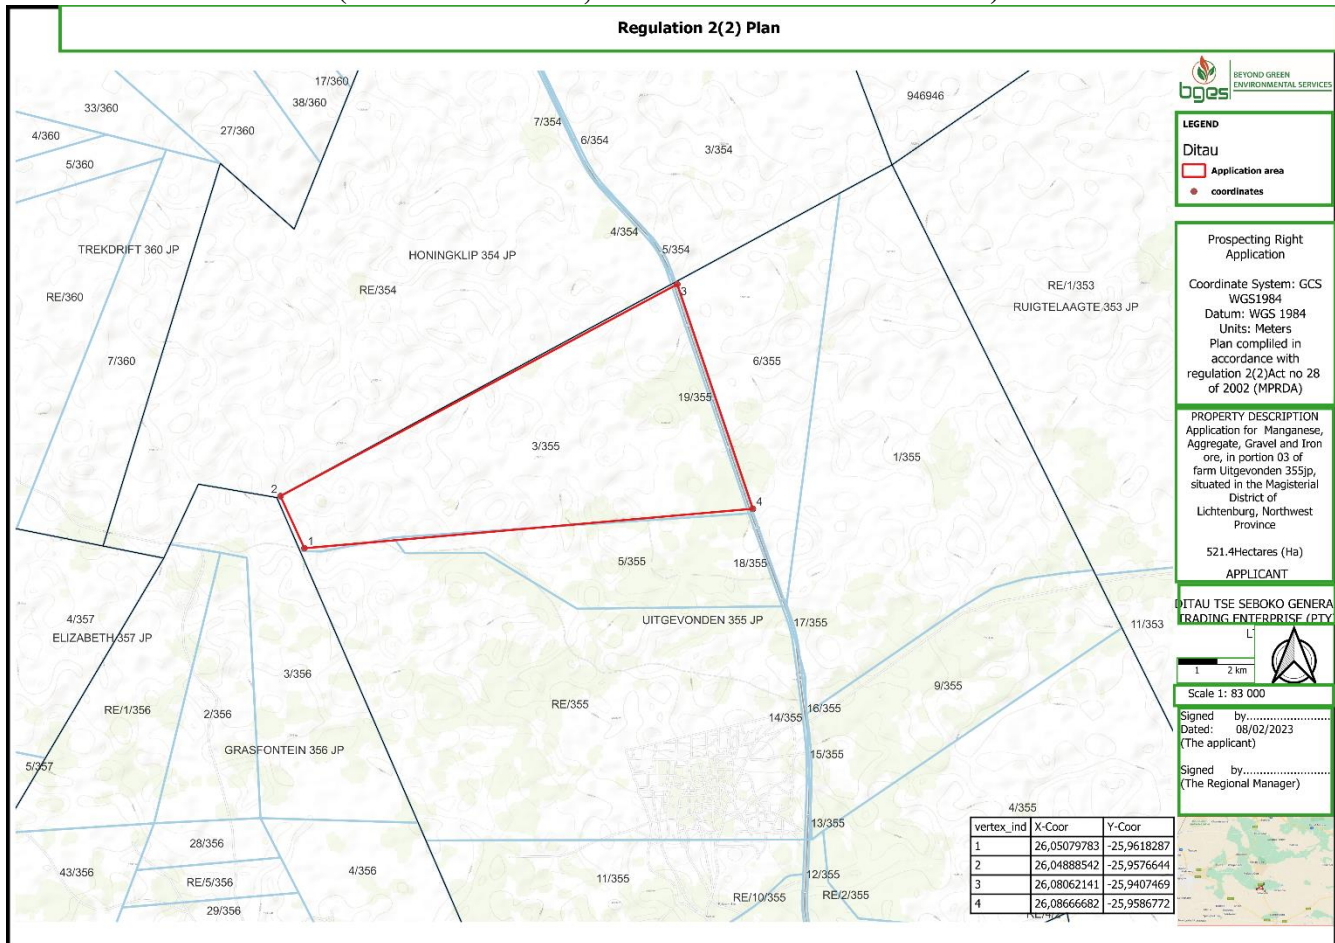 Regulation 2(2) Plan
17/360
33/360
38/360
27/360
4/360
5/360
TREKDRIFT 360 JP
RE/360
7/360
7/354
6/354
3/354
946946
4/354
5/354
HONINGKLIP 354 JP
RE/354
3
RE/1/353
RUIGTELAAGTE 353 JP
6/355
19/355
3/355
1/355
2
4
1
5/355
18/355
4/357
ELIZABETH 357 JP
UITGEVONDEN 355 JP
17/355
11/353
3/356
9/355
RE/1/356
2/356
RE/355
16/355
14/355
GRASFONTEIN 356 JP
15/355
5/357
4/355
13/355
28/356
43/356
RE/5/356
4/356
11/355
12/355
RE/10/355
RE/2/355
29/356
bges
BEYOND GREEN
ENVIRONMENTAL SERVICES
LEGEND
Ditau
Application area
coordinates
Prospecting Right
Application
Coordinate System: GCS
WGS1984
Datum: WGS 1984
Units: Meters
Plan complied in
accordance with
regulation 2(2)Act no 28
of 2002 (MPRDA)
PROPERTY DESCRIPTION
Application for Manganese,
Aggregate, Gravel and Iron
ore, in portion 03 of
farm Uitgevonden 355jp,
situated in the Magisterial
District of
Lichtenburg, Northwest
Province
521.4Hectares (Ha)
APPLICANT
DITAU TSE SEBOKO GENERA
TRADING ENTERPRISE (PTY
1 2 km
Scale 1: 83 000
Signed by........................
Dated: 08/02/2023
(The applicant)
Signed by........................
(The Regional Manager)
vertex_ind X-Coor Y-Coor
1 26,05079783 -25,9618287
2 26,04888542 -25,9576644
3 26,08062141 -25,9407469
4 26,08666682 -25,9586772